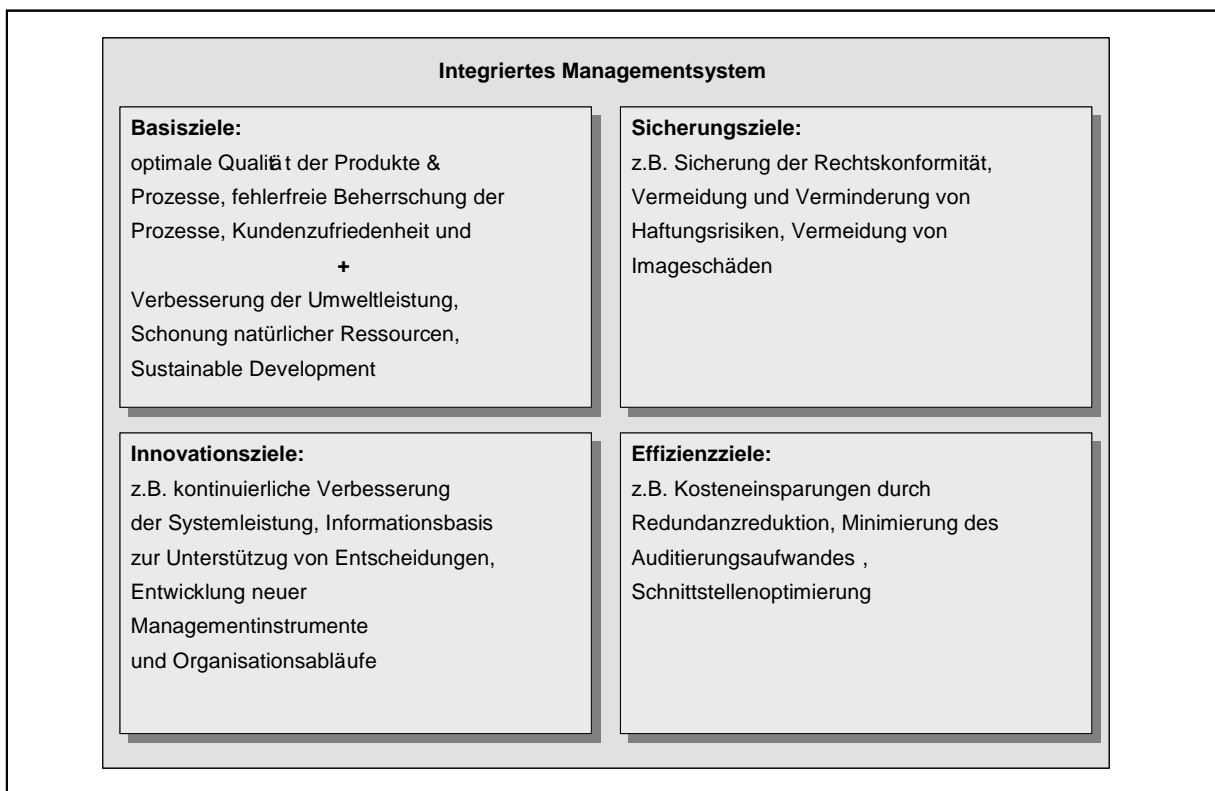 Integriertes Managementsystem
Basisziele:
optimale Qualität der Produkte &
Prozesse, fehlerfreie Beherrschung der
Prozesse, Kundenzufriedenheit und
+
Verbesserung der Umweltleistung,
Schonung natürlicher Ressourcen,
Sustainable Development
Sicherungsziele:
z.B. Sicherung der Rechtskonformität,
Vermeidung und Verminderung von
Haftungsrisiken, Vermeidung von
Imageschäden
Innovationsziele:
z.B. kontinuierliche Verbesserung
der Systemleistung, Informationsbasis
zur Unterstützug von Entscheidungen,
Entwicklung neuer
Managementinstrumente
und Organisationsabläufe
Effizienzziele:
z.B. Kosteneinsparungen durch
Redundanzreduktion, Minimierung des
Auditierungsaufwandes ,
Schnittstellenoptimierung